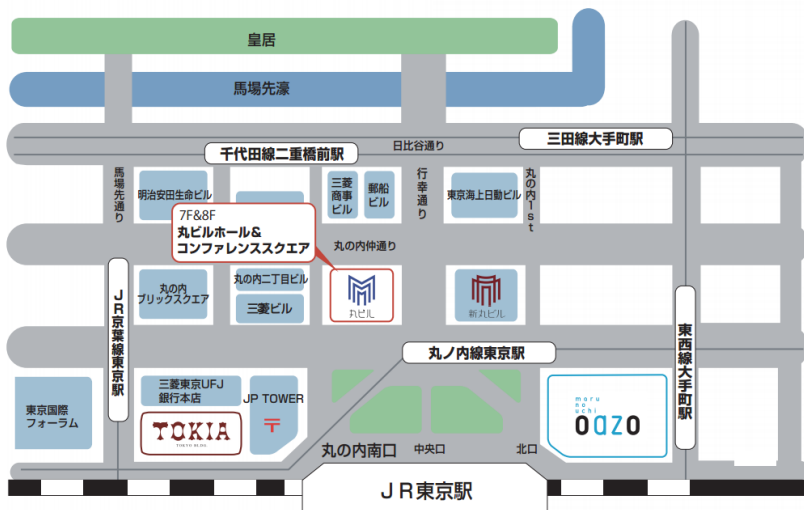 皇居
馬場先濠
三田線大手町駅
日比谷通り
千代田線二重橋前駅
馬場先通り
明治安田生命ビル
三菱
商事
ビル
郵船
ビル
行幸通り
東京海上日動ビル
丸の内1st
7F&8F
丸ビルホール&
コンファレンススクエア
丸の内仲通り
丸の内
ブリックスクエア
丸の内二丁目ビル
三菱ビル
丸ビル
新丸ビル
JR京葉線東京駅
丸ノ内線東京駅
東西線大手町駅
東京国際
フォーラム
三菱東京UFJ
銀行本店
TOKIA
JP TOWER
〒
maru
no
uchi
oazo
丸の内南口
中央口
北口
JR東京駅